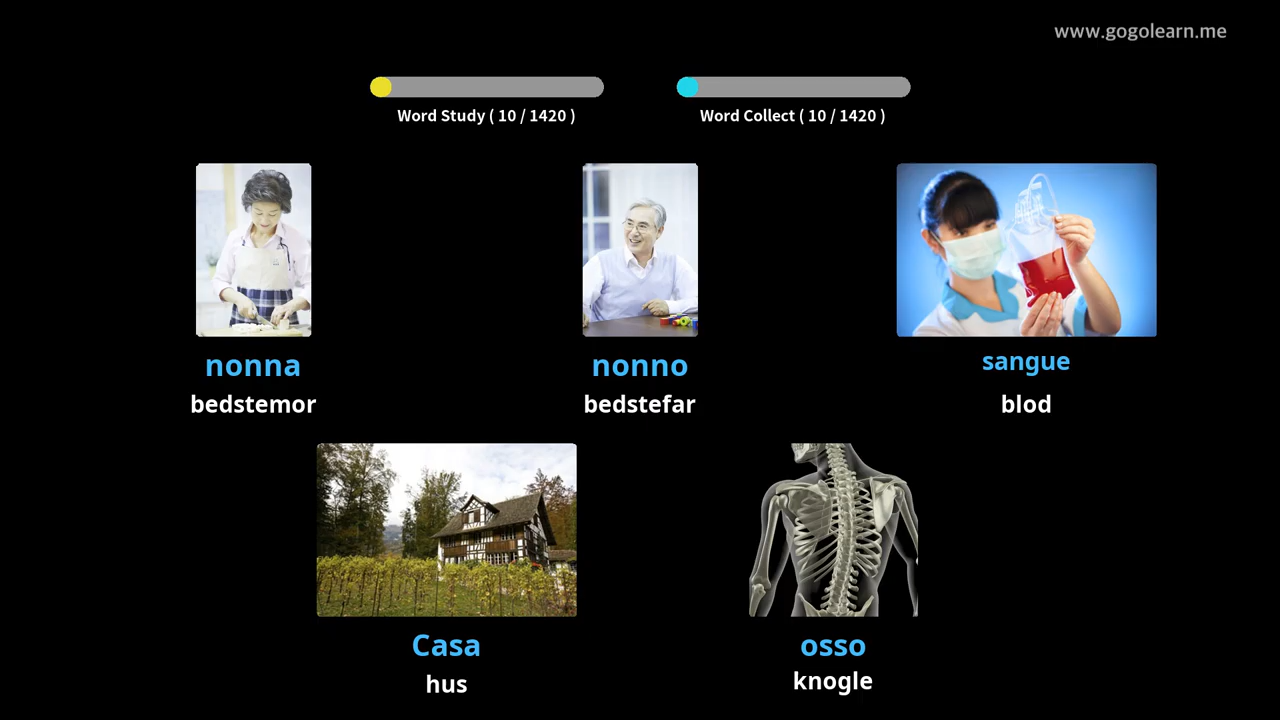 www.gogolearn.me
Word Study ( 10 / 1420 )
Word Collect ( 10 / 1420 )
nonna
bedstemor
nonno
bedstefar
sangue
blod
Casa
hus
osso
knogle